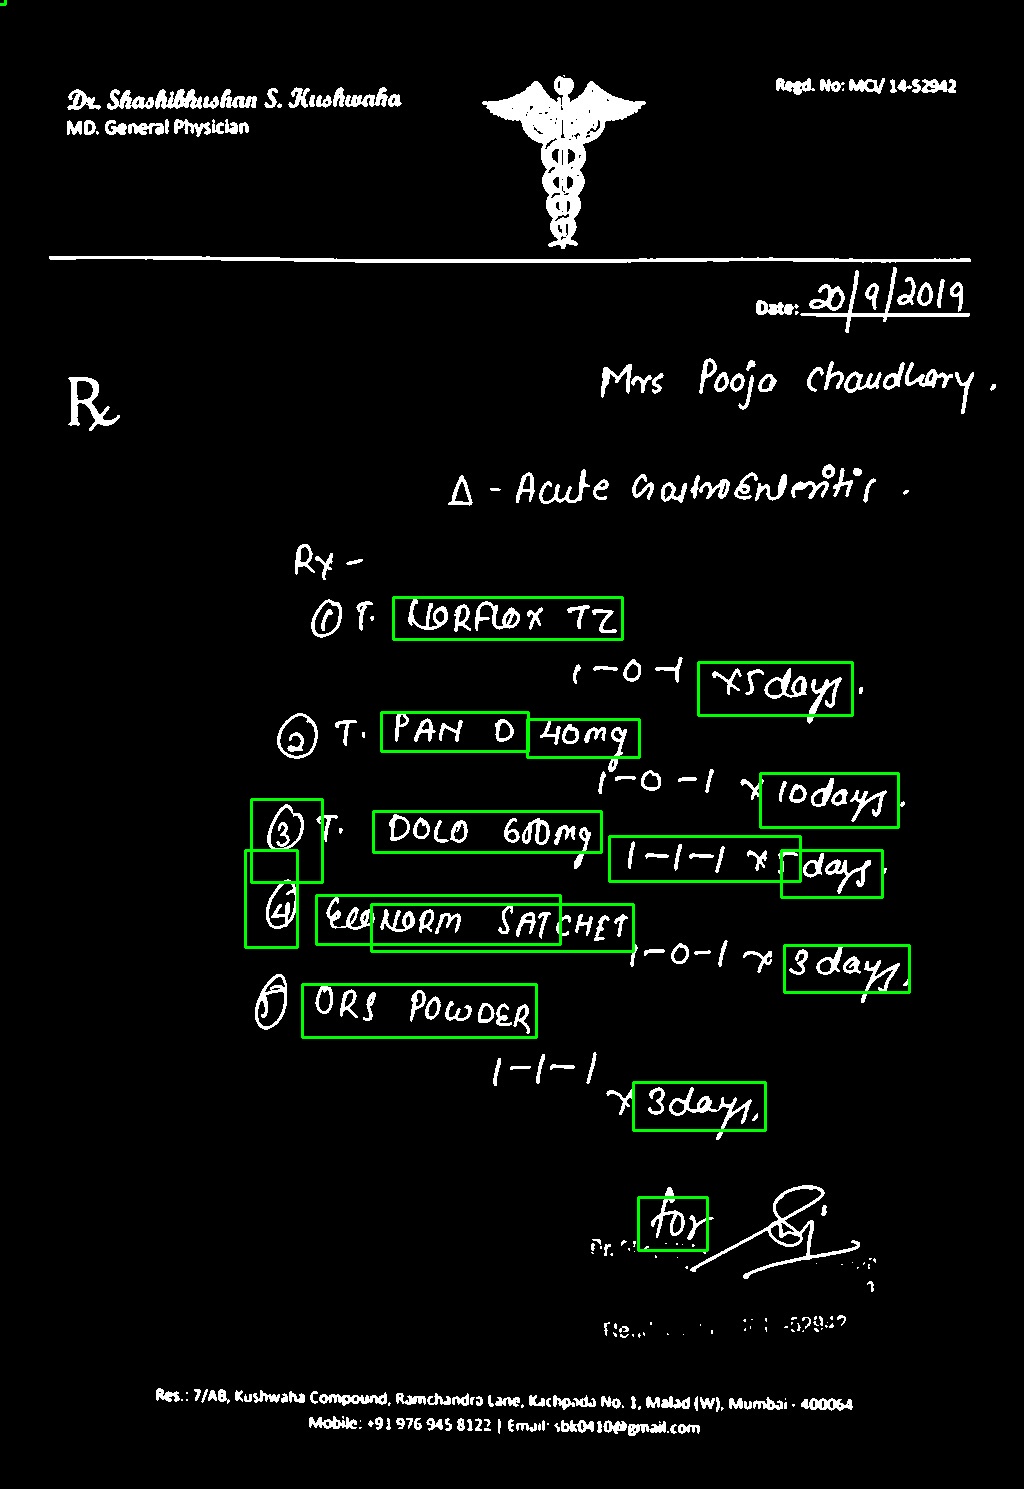 Dr. Shashibhushan S. Kushwaha
MD. General Physician
Regd. No: MCI/ 14-52942
Date: 20/9/2019
Rx
Mrs Pooja Chaudhary.
Δ - Acute Gastroenteritis.
Rx -
① T. NORFLOX TZ
1-0-1 x5days.
② T. PAN D 40mg
1-0-1 x 10days.
③ T. DOLO 650mg
1-1-1 x 5days.
④ ECONORM SATCHET
1-0-1 x 3days.
⑤ ORS POWDER
1-1-1
x 3days.
for
Dr.
-52942
Res.: 7/AB, Kushwaha Compound, Ramchandra Lane, Kachpada No. 1, Malad (W), Mumbai - 400064
Mobile: +91 976 945 8122 | Email: sbk0410@gmail.com